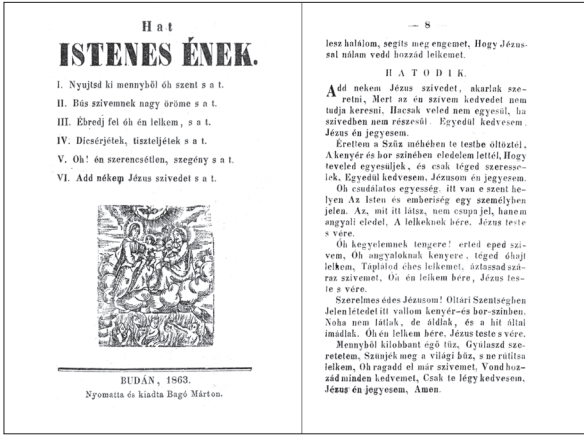 Hat
ISTENES ÉNEK.
I. Nyujtsd ki mennyből óh szent s a t.
II. Bús szivemnek nagy öröme s a t.
III. Ébredj fel óh én lelkem, s a t.
IV. Dicsérjétek, tiszteljétek s a t.
V. Oh! én szerencsétlen, szegény s a t.
VI. Add nékem Jézus szivedet s a t.
BUDÁN, 1863.
Nyomatta és kiadta Bagó Márton.
— 8 —
lesz halálom, segits meg engemet, Hogy Jézus-
sal nálam vedd hozzád lelkemet.
HATODIK.
Add nekem Jézus szivedet, akarlak sze-
retni, Mert az én szívem kedvedet nem
tudja keresni, Hacsak veled nem egyesül, ha
szivedben nem részesül. Egyedül kedvesem.
Jézus én jegyesem.
Érettem a Szűz méhében te testbe öltöztél,
A kenyér és bor szinében eledelem lettél, Hogy
teveled egyesüljek, és csak téged szeresse-
lek, Egyedül kedvesem, Jézusom én jegyesem.
Oh csudálatos egyesség, itt van e szent he-
lyen Az Isten és emberiség egy személyben
jelen. Az, mit itt látsz, nem csupa jel, hanem
angyali eledel, A lelkeknek bére. Jézus teste
s vére.
Óh kegyelemnek tengere! erted eped szi-
vem, Oh angyaloknak kenyere, téged óhajt
lelkem, Táplálod éhes lelkemet, áztassad szá-
raz szivemet, Oh én lelkem bére, Jézus tes-
te s vére.
Szerelmes édes Jézusom! Oltári Szentségben
Jelen létedet itt vallom kenyér-és bor-szinben.
Noha nem látlak, de áldlak, és a hit által
imádlak. Óh én lelkem bére, Jézus teste s vére.
Mennyből kilobbant égő tűz, Gyulaszd sze-
retetem, Szünjék meg a világi bűz, s ne rútitsa
lelkem, Oh ragadd el már szivemet, Vond hoz-
zád minden kedvemet, Csak te légy kedvesem,
Jézus én jegyesem, Amen.